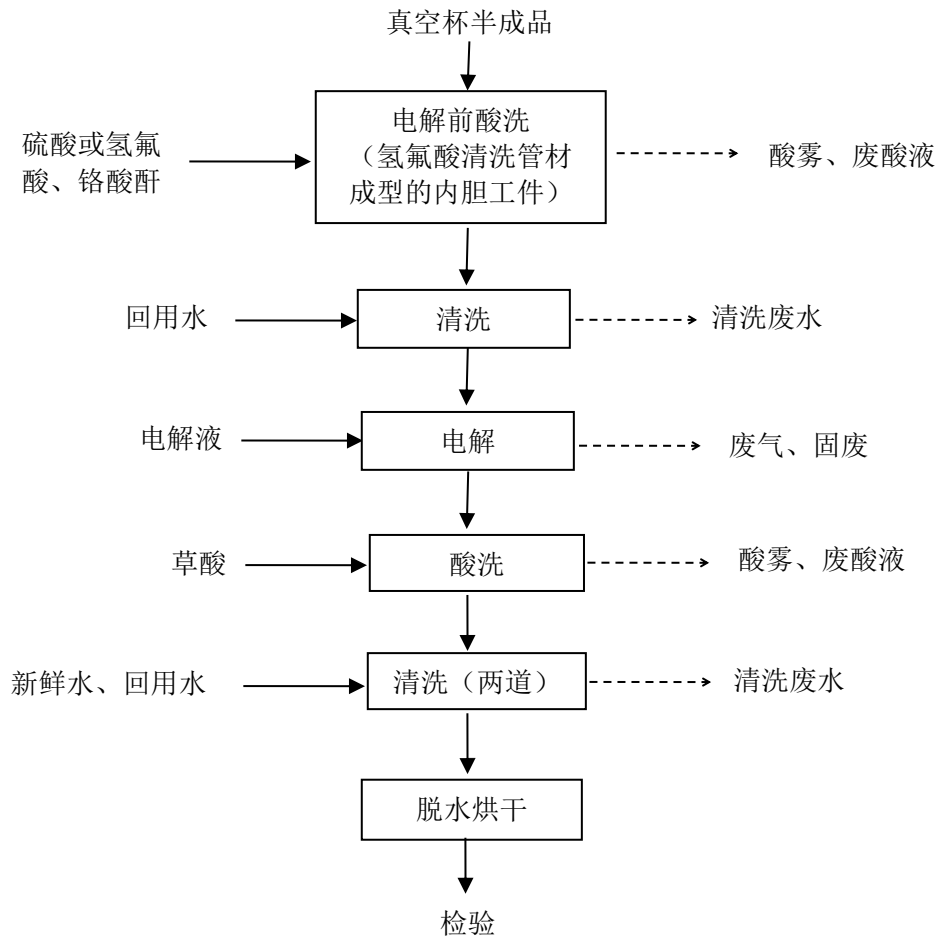 真空杯半成品
电解前酸洗
（氢氟酸清洗管材
成型的内胆工件）
硫酸或氢氟
酸、铬酸酐
酸雾、废酸液
回用水
清洗
清洗废水
电解液
电解
废气、固废
草酸
酸洗
酸雾、废酸液
新鲜水、回用水
清洗（两道）
清洗废水
脱水烘干
检验